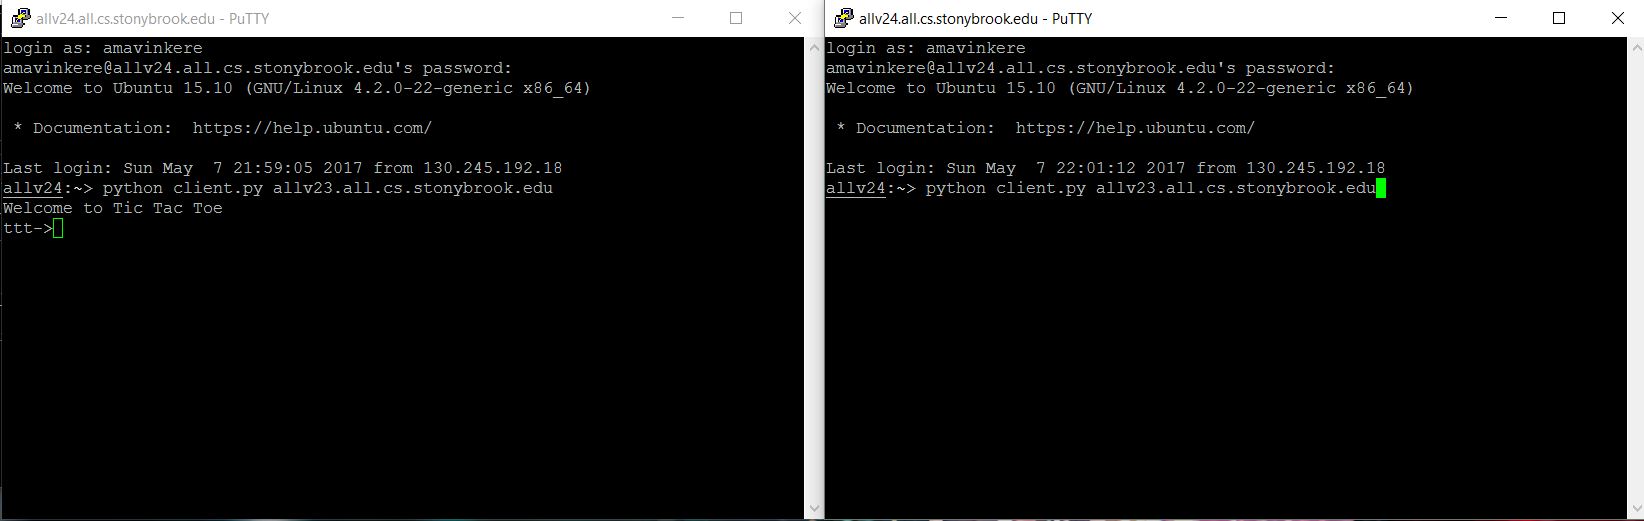 allv24.all.cs.stonybrook.edu - PuTTY
login as: amavinkere
amavinkere@allv24.all.cs.stonybrook.edu's password:
Welcome to Ubuntu 15.10 (GNU/Linux 4.2.0-22-generic x86_64)
* Documentation:  https://help.ubuntu.com/
Last login: Sun May  7 21:59:05 2017 from 130.245.192.18
allv24:~> python client.py allv23.all.cs.stonybrook.edu
Welcome to Tic Tac Toe
ttt->
allv24.all.cs.stonybrook.edu - PuTTY
login as: amavinkere
amavinkere@allv24.all.cs.stonybrook.edu's password:
Welcome to Ubuntu 15.10 (GNU/Linux 4.2.0-22-generic x86_64)
* Documentation:  https://help.ubuntu.com/
Last login: Sun May  7 22:01:12 2017 from 130.245.192.18
allv24:~> python client.py allv23.all.cs.stonybrook.edu